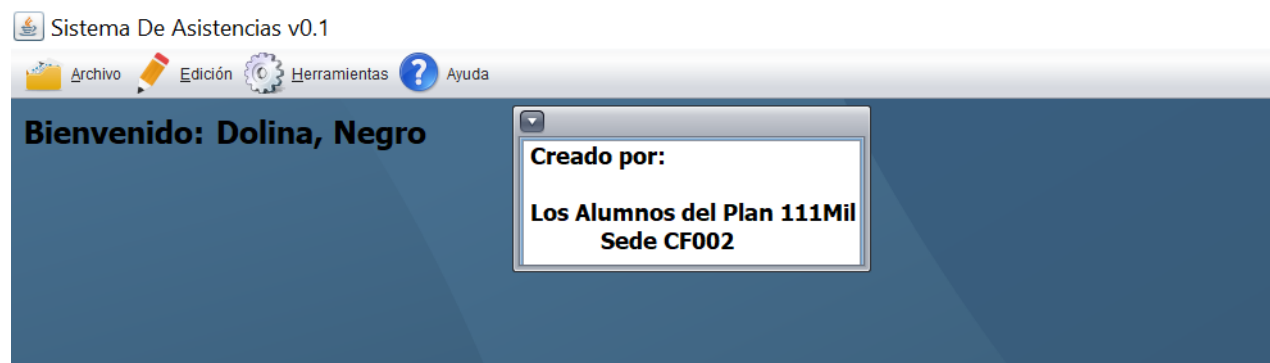 Sistema De Asistencias v0.1
Archivo Edición Herramientas Ayuda
Bienvenido: Dolina, Negro
Creado por:
Los Alumnos del Plan 111Mil
Sede CF002